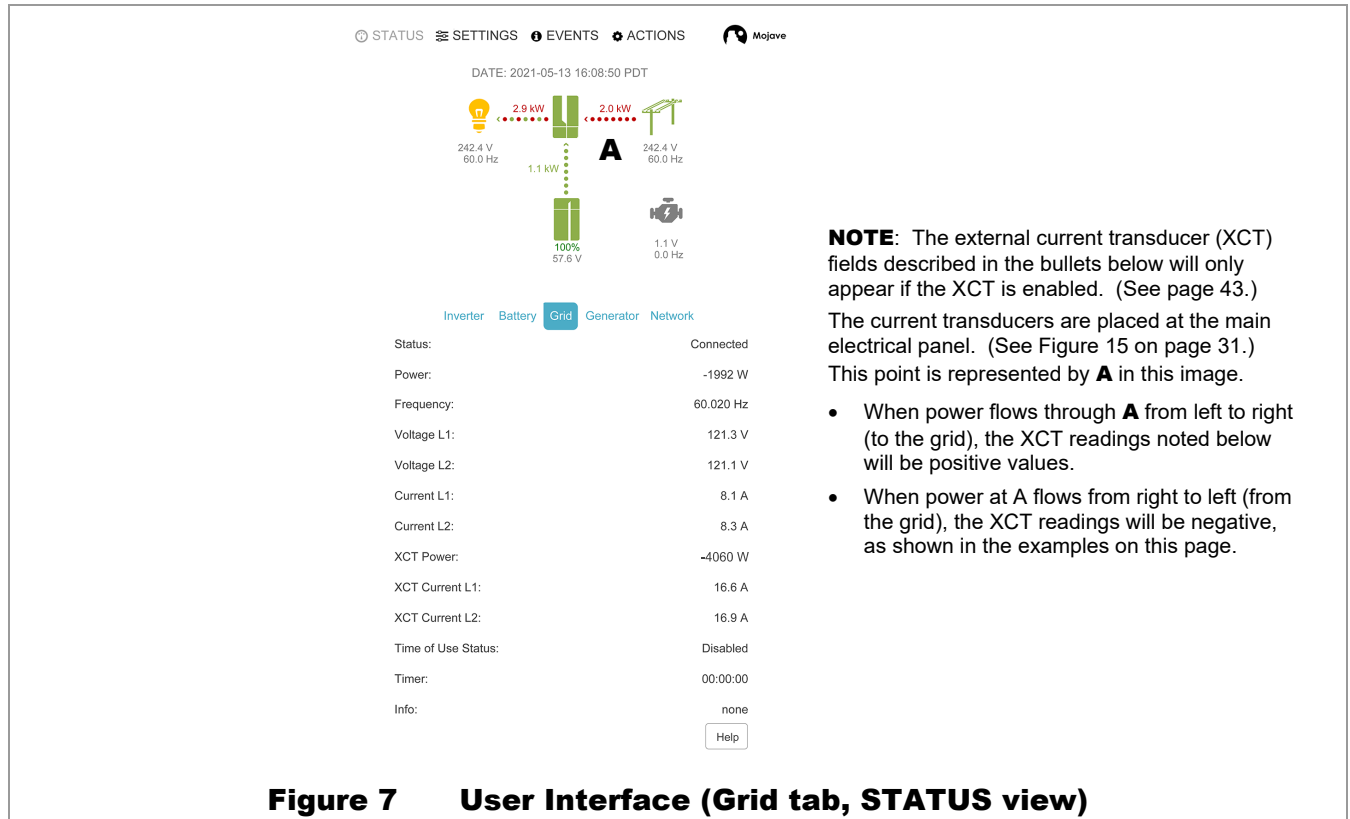 STATUS SETTINGS EVENTS ACTIONS Mojave
DATE: 2021-05-13 16:08:50 PDT
2.9 kW 2.0 kW
A
242.4 V 242.4 V
60.0 Hz 60.0 Hz
1.1 kW
100% 1.1 V
57.6 V 0.0 Hz
Inverter Battery Grid Generator Network
Status: Connected
Power: -1992 W
Frequency: 60.020 Hz
Voltage L1: 121.3 V
Voltage L2: 121.1 V
Current L1: 8.1 A
Current L2: 8.3 A
XCT Power: -4060 W
XCT Current L1: 16.6 A
XCT Current L2: 16.9 A
Time of Use Status: Disabled
Timer: 00:00:00
Info: none
Help
NOTE: The external current transducer (XCT)
fields described in the bullets below will only
appear if the XCT is enabled. (See page 43.)
The current transducers are placed at the main
electrical panel. (See Figure 15 on page 31.)
This point is represented by A in this image.
• When power flows through A from left to right
(to the grid), the XCT readings noted below
will be positive values.
• When power at A flows from right to left (from
the grid), the XCT readings will be negative,
as shown in the examples on this page.
Figure 7 User Interface (Grid tab, STATUS view)